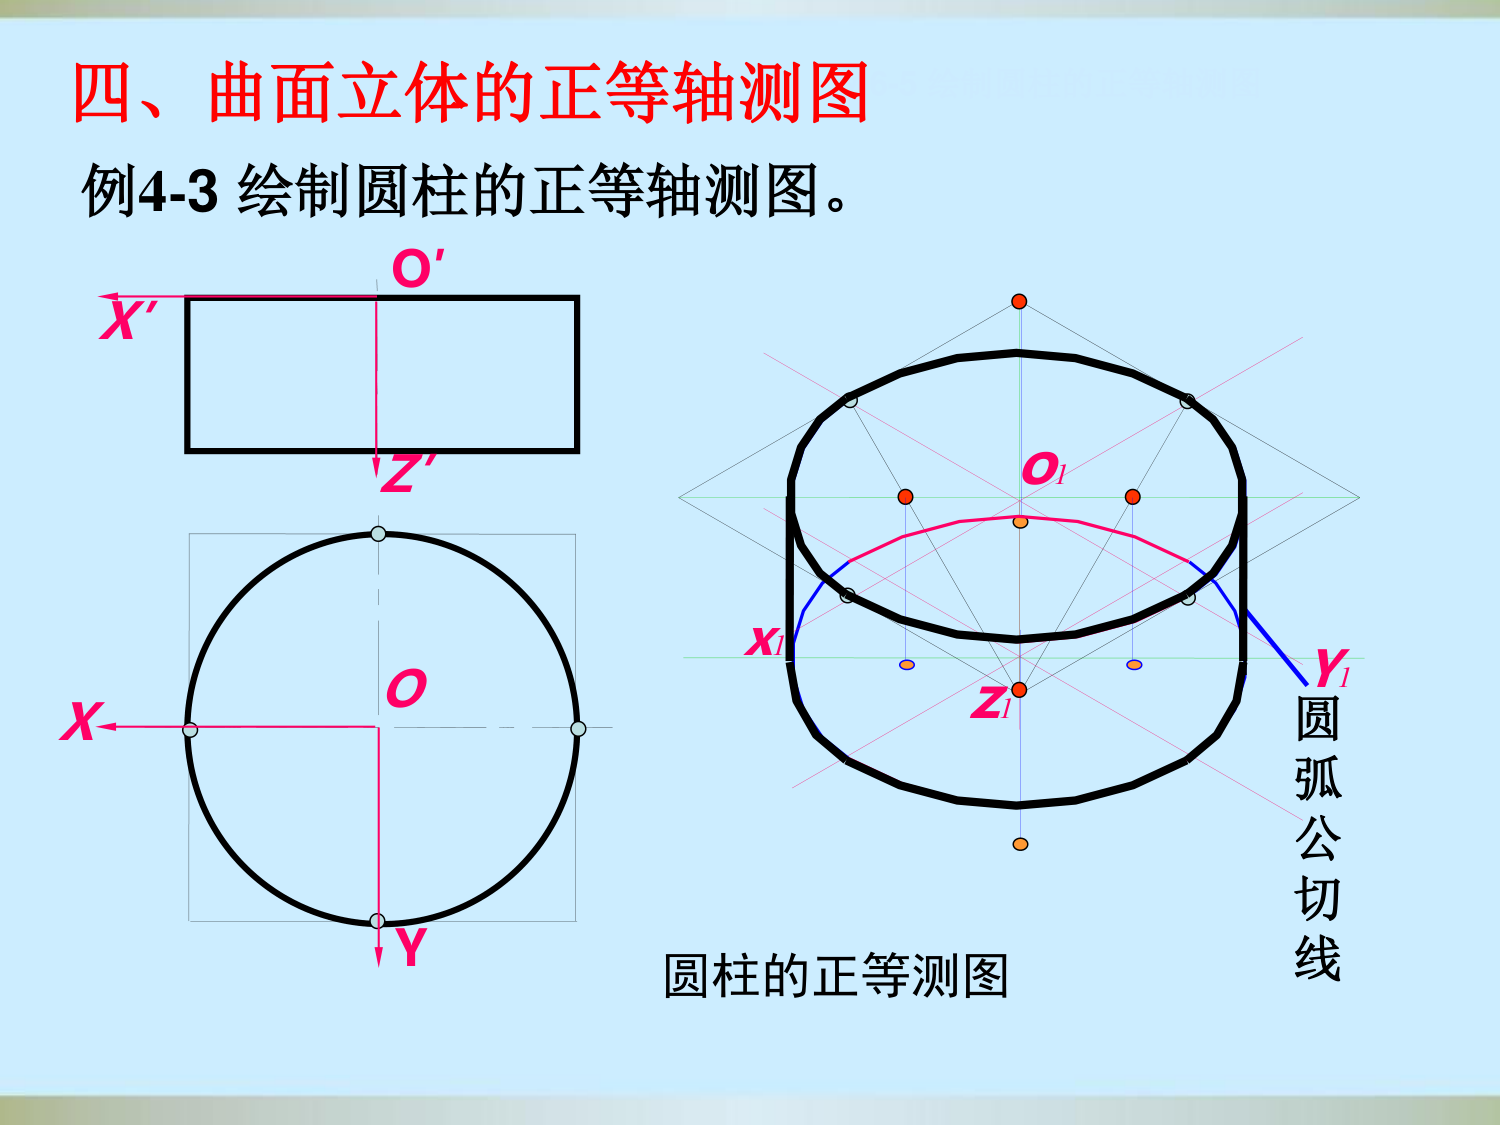 四、曲面立体的正等轴测图
例4-3 绘制圆柱的正等轴测图。
O′
X′
Z′
O
X
Y
O1
X1
Z1
Y1
圆弧公切线
圆柱的正等测图